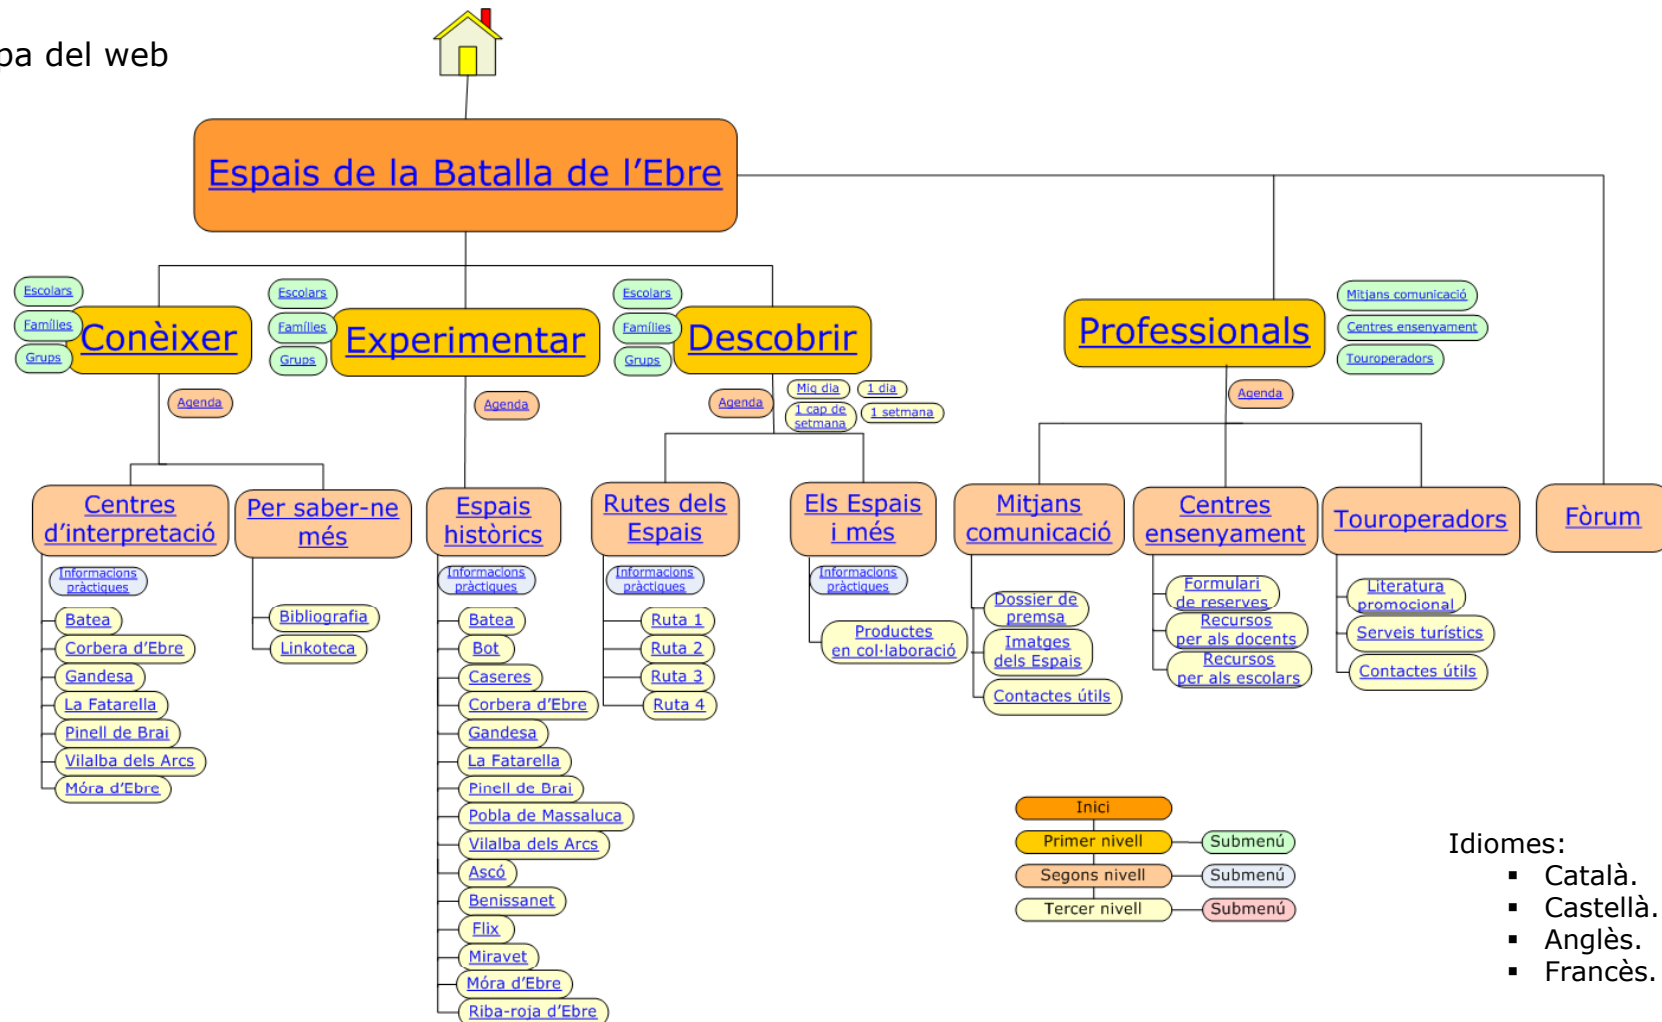 pa del web
Espais de la Batalla de l’Ebre
Escolars
Famílies
Grups
Conèixer
Agenda
Escolars
Famílies
Grups
Experimentar
Agenda
Escolars
Famílies
Grups
Descobrir
Agenda
Mig dia
1 dia
1 cap de
setmana
1 setmana
Professionals
Mitjans comunicació
Centres ensenyament
Touroperadors
Agenda
Centres
d’interpretació
Informacions
pràctiques
Batea
Corbera d’Ebre
Gandesa
La Fatarella
Pinell de Brai
Vilalba dels Arcs
Móra d’Ebre
Per saber-ne
més
Bibliografia
Linkoteca
Espais
històrics
Informacions
pràctiques
Batea
Bot
Caseres
Corbera d’Ebre
Gandesa
La Fatarella
Pinell de Brai
Pobla de Massaluca
Vilalba dels Arcs
Ascó
Benissanet
Flix
Miravet
Móra d’Ebre
Riba-roja d’Ebre
Rutes dels
Espais
Informacions
pràctiques
Ruta 1
Ruta 2
Ruta 3
Ruta 4
Els Espais
i més
Informacions
pràctiques
Productes
en col·laboració
Mitjans
comunicació
Dossier de
premsa
Imatges
dels Espais
Contactes útils
Centres
ensenyament
Formulari
de reserves
Recursos
per als docents
Recursos
per als escolars
Touroperadors
Literatura
promocional
Serveis turístics
Contactes útils
Fòrum
Inici
Primer nivell
Submenú
Segons nivell
Submenú
Tercer nivell
Submenú
Idiomes:
▪ Català.
▪ Castellà.
▪ Anglès.
▪ Francès.